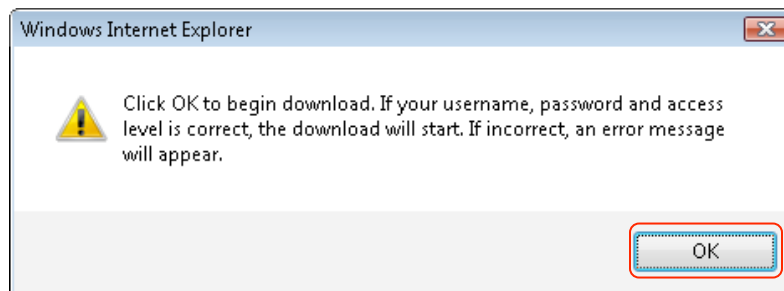 Windows Internet Explorer
Click OK to begin download. If your username, password and access
level is correct, the download will start. If incorrect, an error message
will appear.
OK